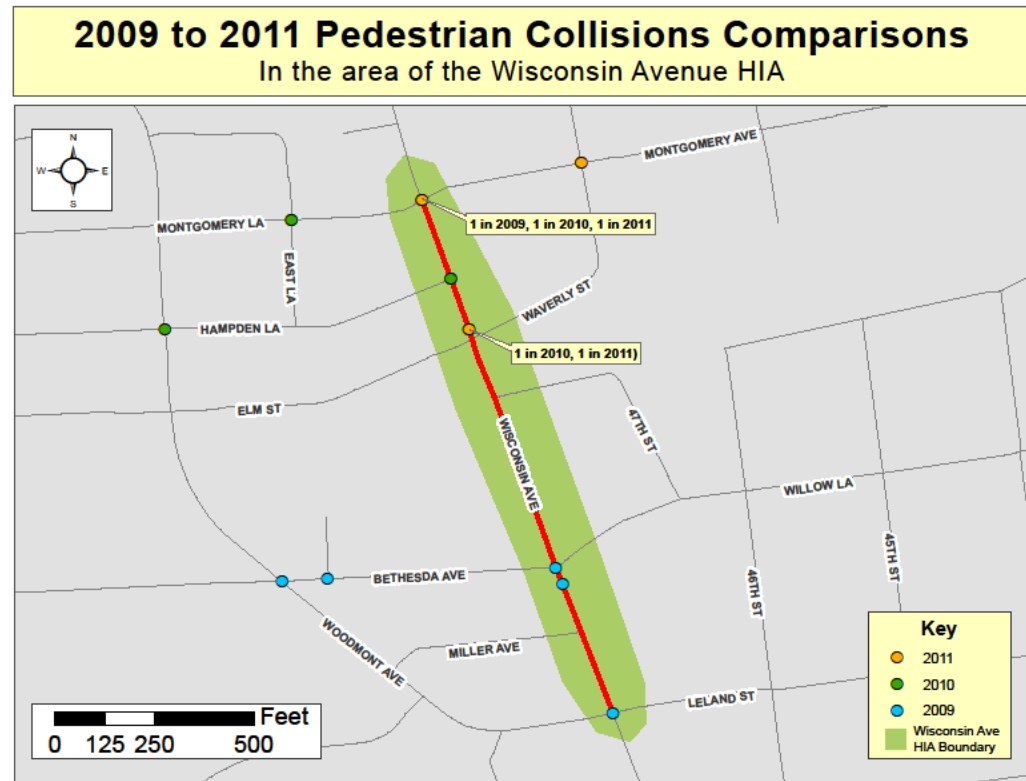 2009 to 2011 Pedestrian Collisions Comparisons
In the area of the Wisconsin Avenue HIA
N
W E
S
MONTGOMERY AVE
MONTGOMERY LA
1 in 2009, 1 in 2010, 1 in 2011
EAST LA
WAVERLY ST
HAMPDEN LA
1 in 2010, 1 in 2011)
ELM ST
47TH ST
WISCONSIN AVE
WILLOW LA
45TH ST
BETHESDA AVE
46TH ST
WOODMONT AVE
MILLER AVE
LELAND ST
Key
2011
2010
2009
Wisconsin Ave
HIA Boundary
Feet
0 125 250 500